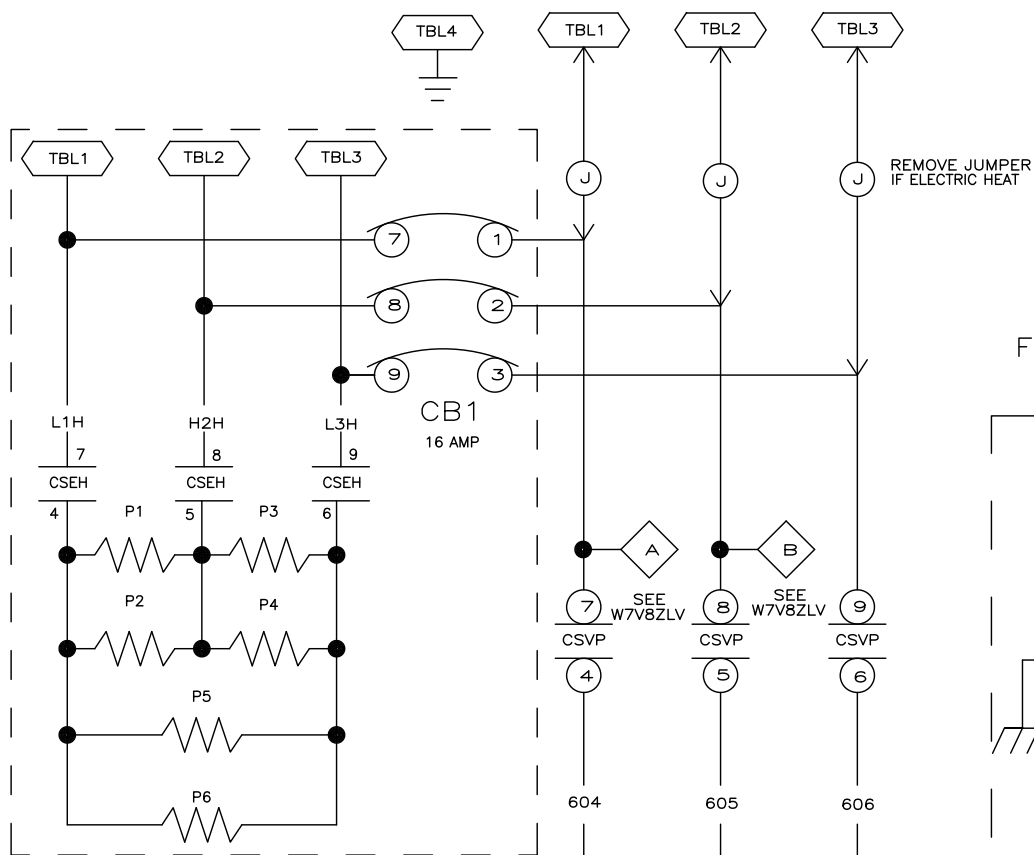 TBL4
TBL1
TBL2
TBL3
TBL1
TBL2
TBL3
J
J
J
REMOVE JUMPER
IF ELECTRIC HEAT
7
1
8
2
9
3
CB1
16 AMP
F
L1H
H2H
L3H
7
8
9
CSEH
CSEH
CSEH
4
5
6
P1
P3
P2
P4
P5
P6
A
B
SEE
W7V8ZLV
SEE
W7V8ZLV
7
8
9
CSVP
CSVP
CSVP
4
5
6
604
605
606